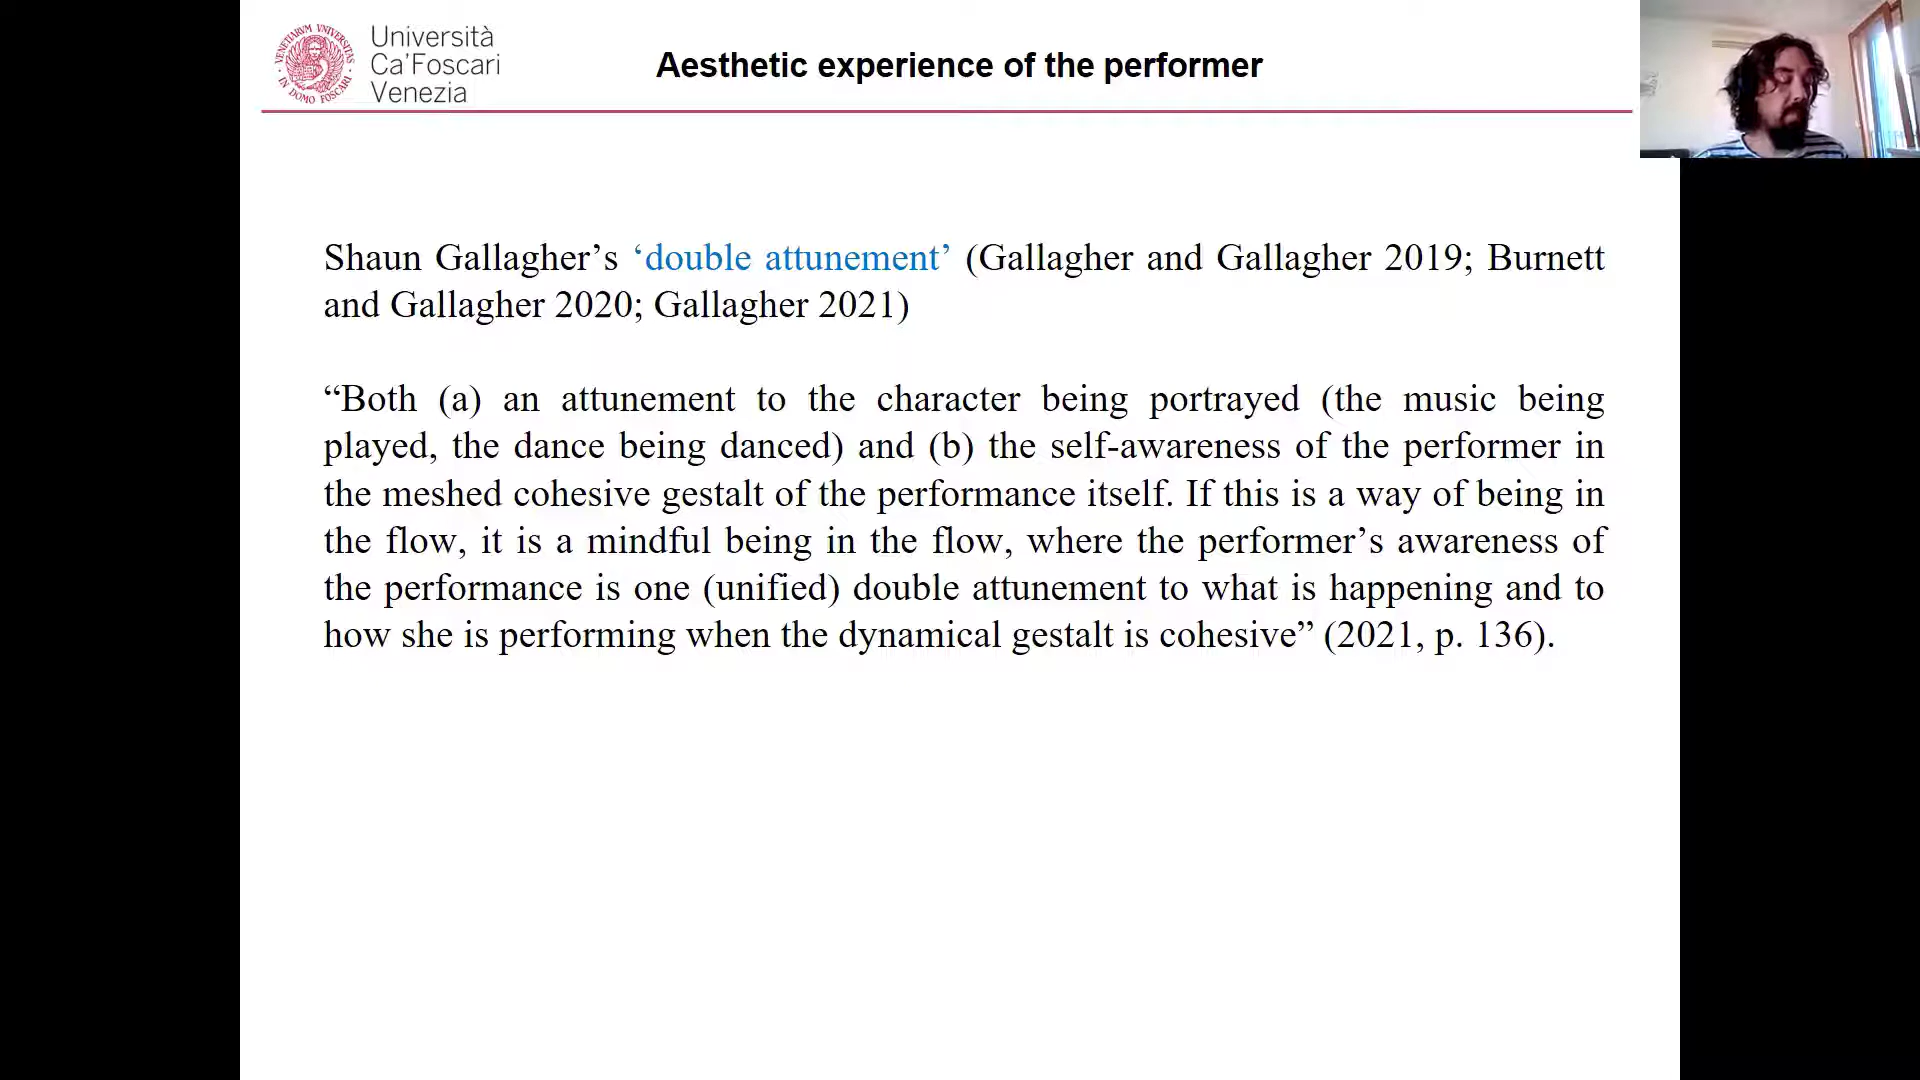 Università
Ca'Foscari
Venezia
Aesthetic experience of the performer
VENETIARVM VNIVERSITAS
IN DOMO FOSCARI
Shaun Gallagher’s ‘double attunement’ (Gallagher and Gallagher 2019; Burnett
and Gallagher 2020; Gallagher 2021)
“Both (a) an attunement to the character being portrayed (the music being
played, the dance being danced) and (b) the self-awareness of the performer in
the meshed cohesive gestalt of the performance itself. If this is a way of being in
the flow, it is a mindful being in the flow, where the performer’s awareness of
the performance is one (unified) double attunement to what is happening and to
how she is performing when the dynamical gestalt is cohesive” (2021, p. 136).